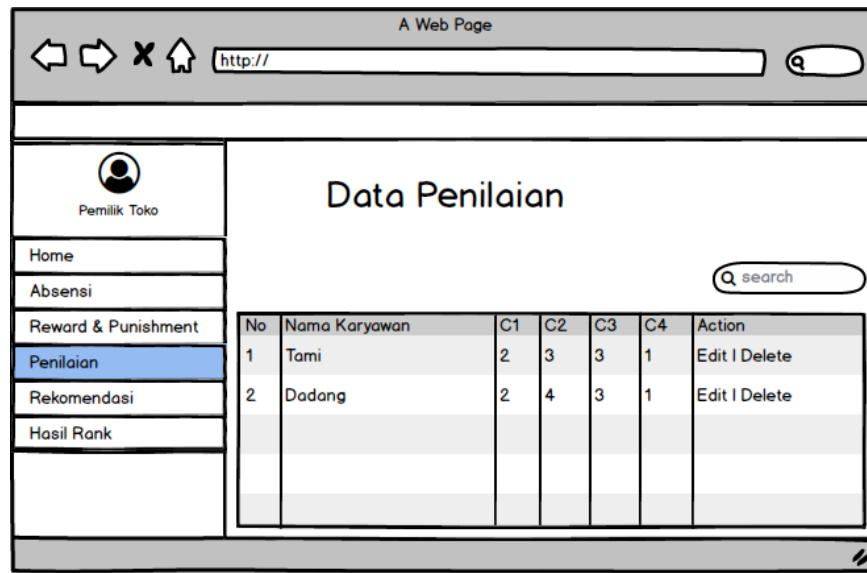 A Web Page
http://
Pemilik Toko
Home
Absensi
Reward & Punishment
Penilaian
Rekomendasi
Hasil Rank
Data Penilaian
search
No Nama Karyawan C1 C2 C3 C4 Action
1 Tami 2 3 3 1 Edit | Delete
2 Dadang 2 4 3 1 Edit | Delete